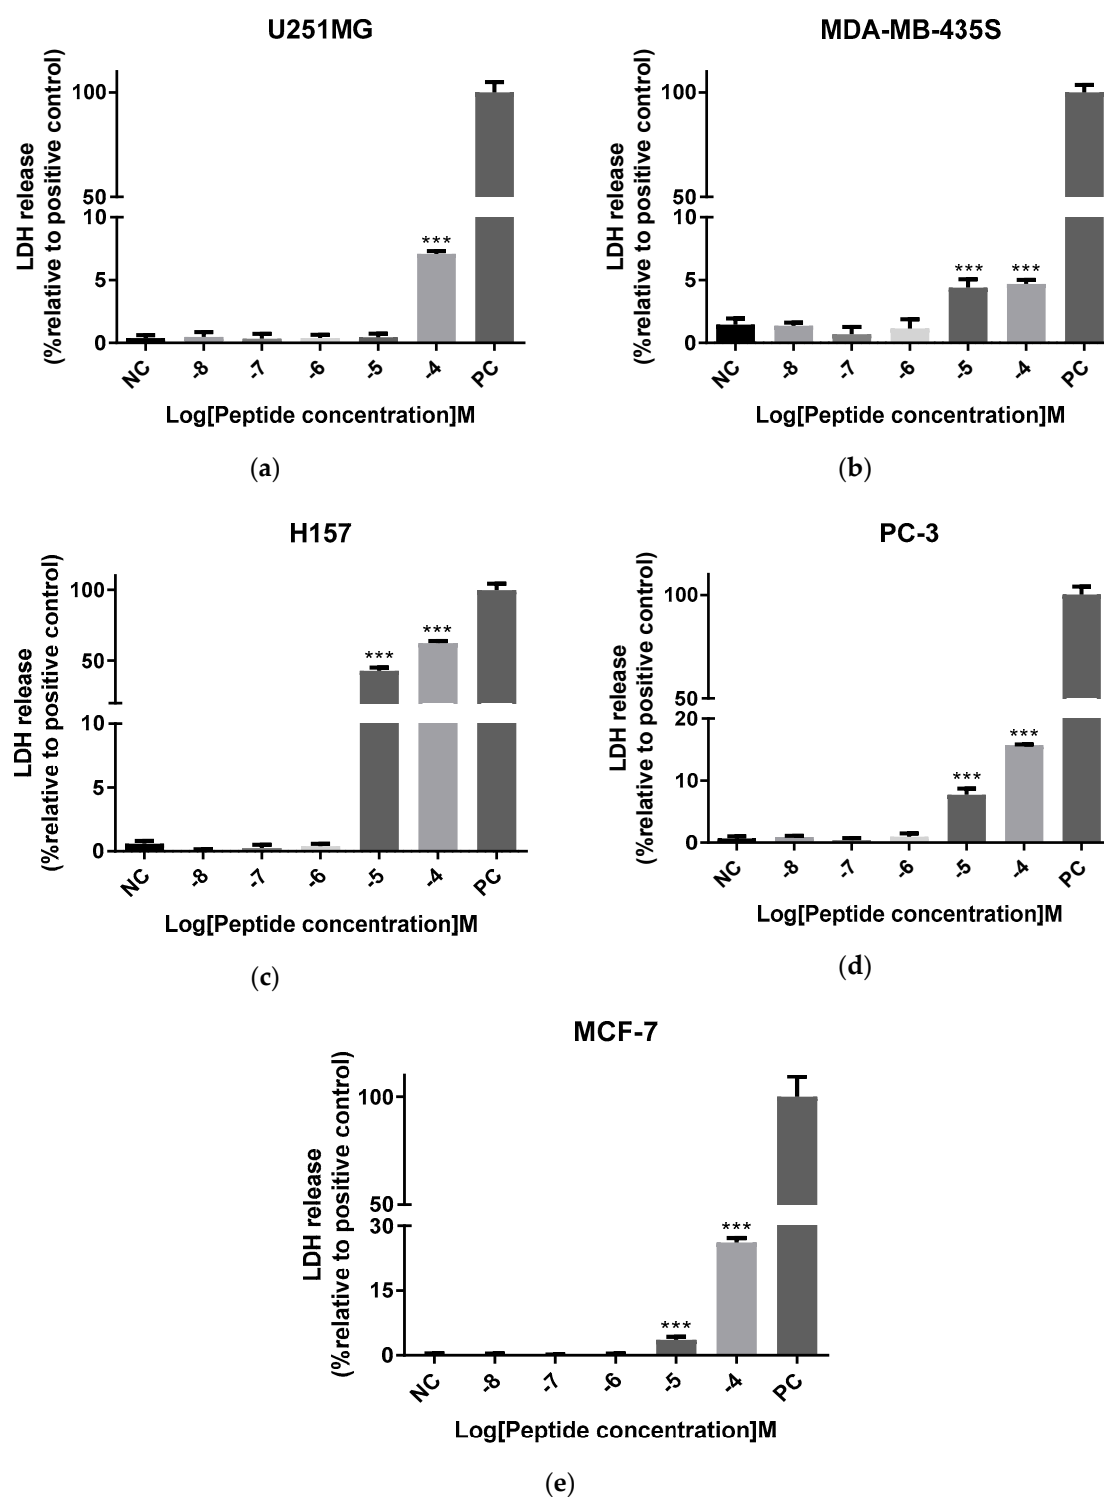 U251MG
LDH release
(%relative to positive control)
100
50
10
5
0
***
NC -8 -7 -6 -5 -4 PC
Log[Peptide concentration]M
(a)
MDA-MB-435S
LDH release
(%relative to positive control)
100
50
10
5
0
*** ***
NC -8 -7 -6 -5 -4 PC
Log[Peptide concentration]M
(b)
H157
LDH release
(%relative to positive control)
100
50
10
5
0
*** ***
NC -8 -7 -6 -5 -4 PC
Log[Peptide concentration]M
(c)
PC-3
LDH release
(%relative to positive control)
100
50
20
10
0
*** ***
NC -8 -7 -6 -5 -4 PC
Log[Peptide concentration]M
(d)
MCF-7
LDH release
(%relative to positive control)
100
50
30
15
0
*** ***
NC -8 -7 -6 -5 -4 PC
Log[Peptide concentration]M
(e)